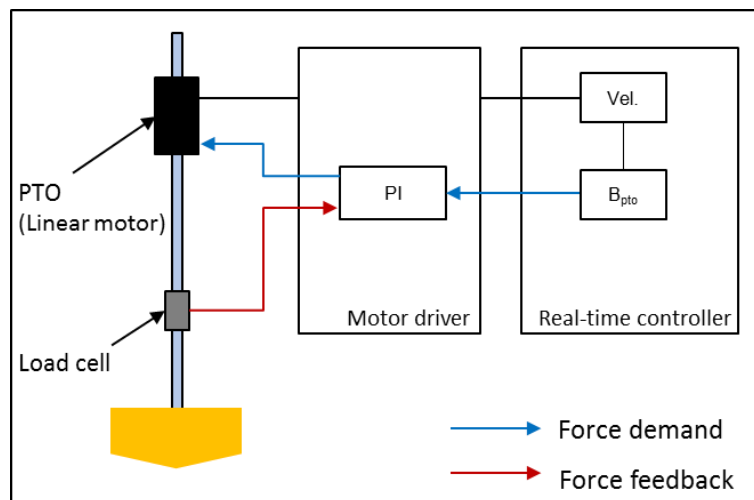 PTO
(Linear motor)
Load cell
PI
Motor driver
Vel.
Bpto
Real-time controller
Force demand
Force feedback